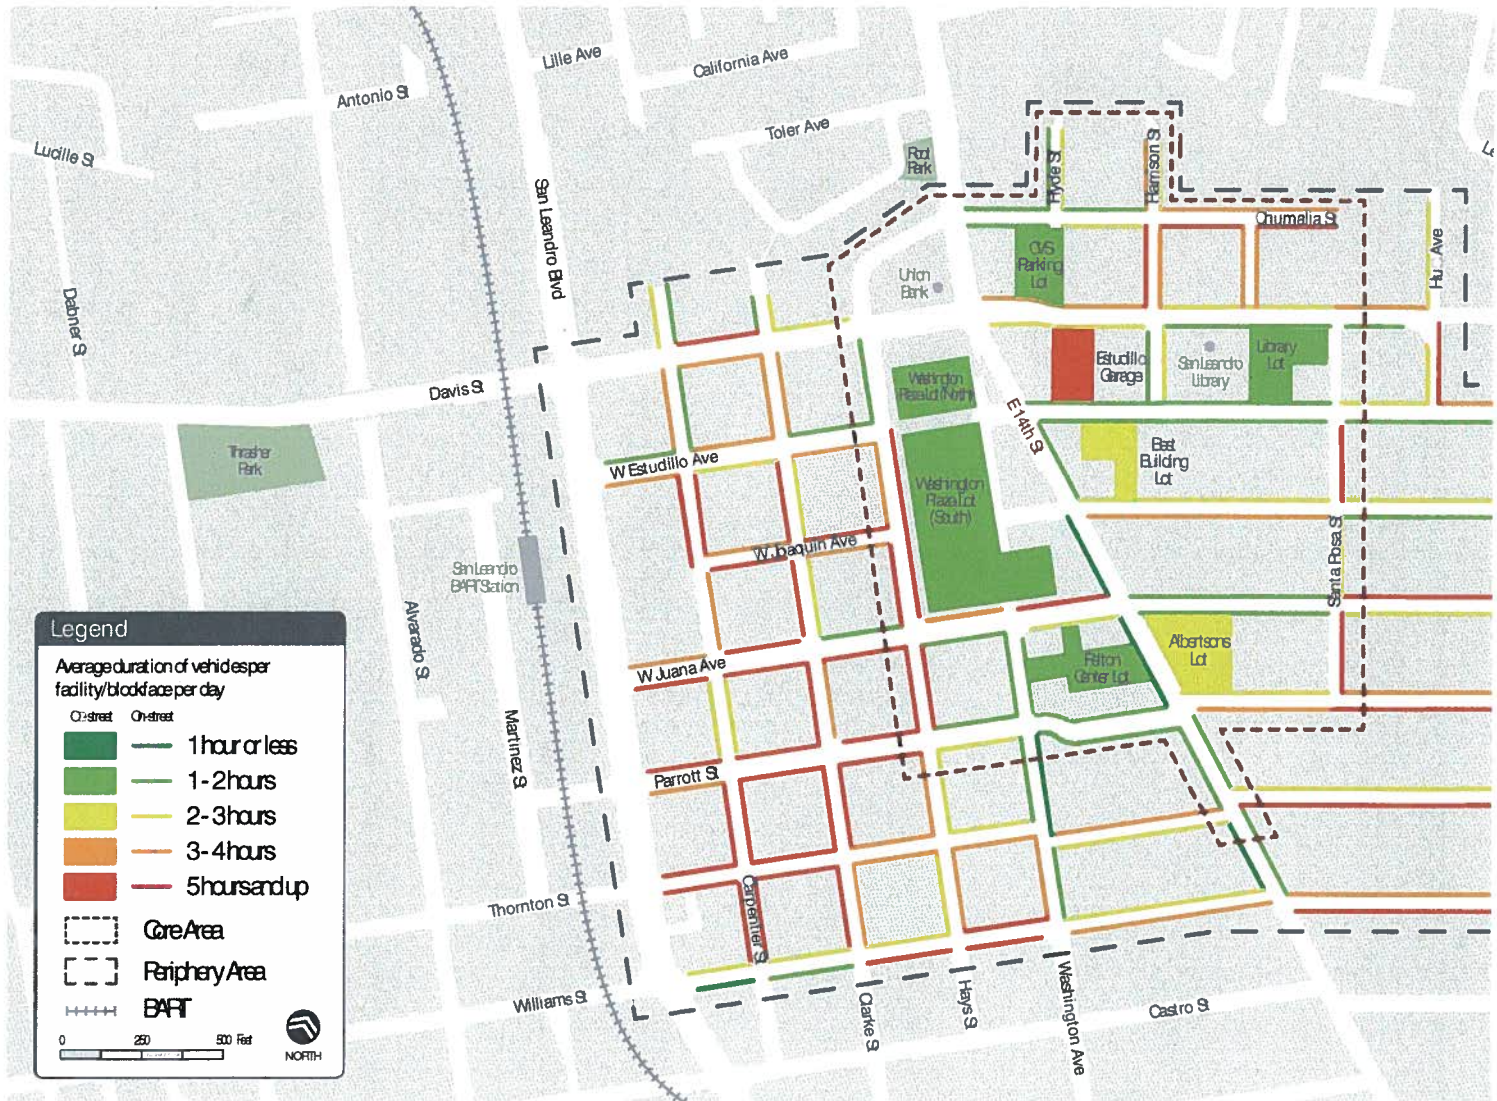 Lille Ave
California Ave
Antonio St
Toler Ave
Lucille St
Root
Park
Hyde St
Harrison St
San Leandro Blvd
Chumalia St
Union
Bank
CVS
Parking
Lot
Dabner St
Davis St
Estudillo
Garage
San Leandro
Library
Library
Lot
Washington
Plaza Lot (North)
E 14th St
Thrasher
Park
W Estudillo Ave
East
Building
Lot
Washington
Plaza Lot
(South)
W Joaquin Ave
San Leandro
BART Station
Santa Rosa St
Alvarado St
W Juana Ave
Pelton
Center Lot
Albertsons
Lot
Martinez St
Parrott St
Carpentier St
Thornton St
Williams St
Clarke St
Hays St
Washington Ave
Castro St
Legend
Average duration of vehicles per
facility/blockface per day
Off-street On-street
1 hour or less
1 - 2 hours
2 - 3 hours
3 - 4 hours
5 hours and up
Core Area
Periphery Area
BART
0 250 500 Feet
NORTH